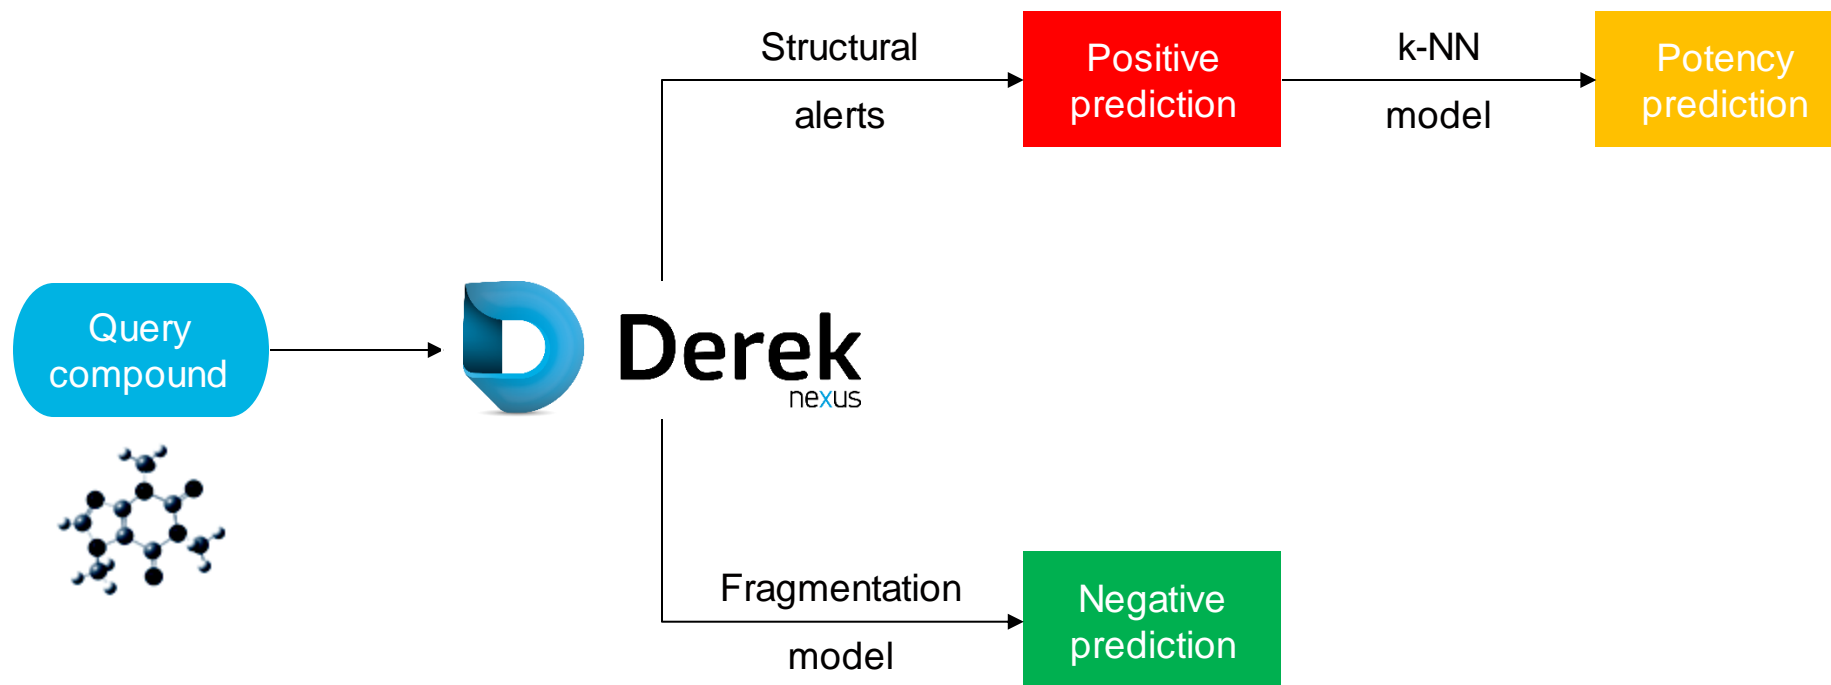 Structural
alerts
Positive
prediction
k-NN
model
Potency
prediction
Query
compound
Derek
nexus
Fragmentation
model
Negative
prediction